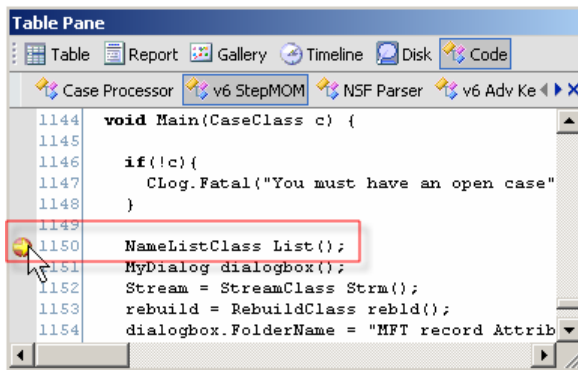 Table Pane
Table Report Gallery Timeline Disk Code
Case Processor v6 StepMOM NSF Parser v6 Adv Ke
1144 void Main(CaseClass c) {
1145
1146 if(!c){
1147 CLog.Fatal("You must have an open case"
1148 }
1149
1150 NameListClass List();
1151 MyDialog dialogbox();
1152 Stream = StreamClass Strm();
1153 rebuild = RebuildClass rebld();
1154 dialogbox.FolderName = "MFT record Attrib